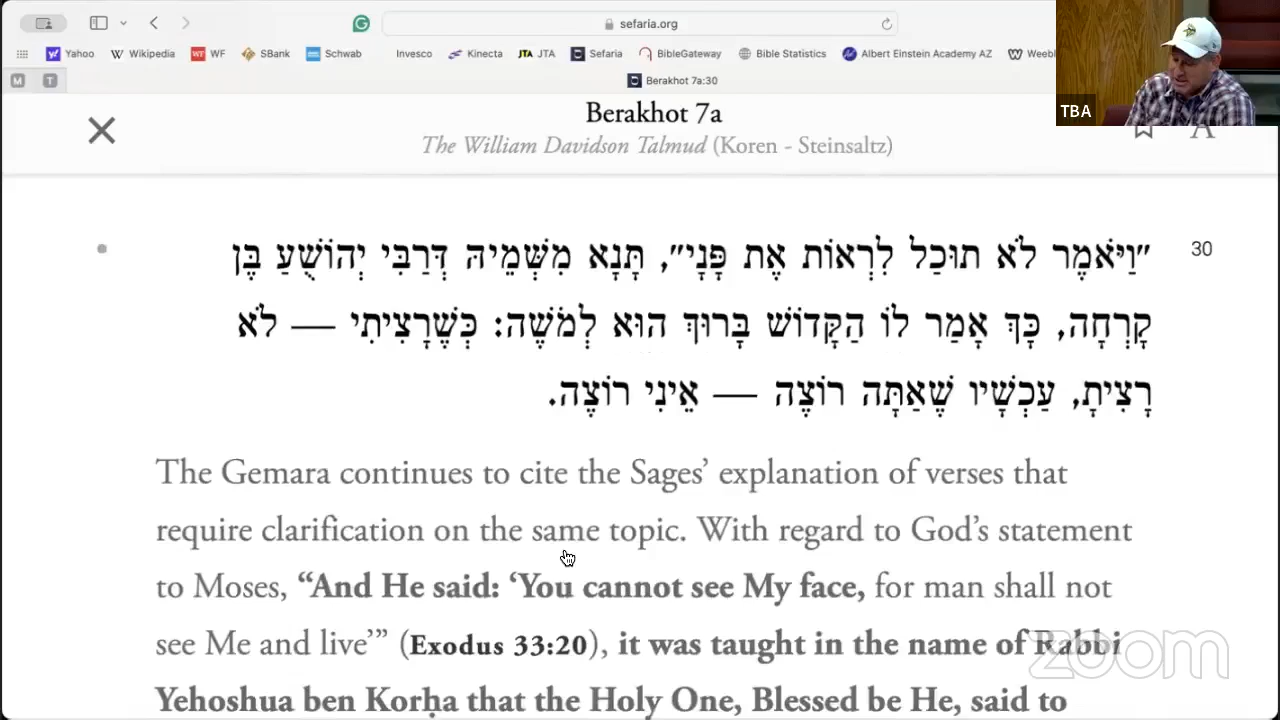 sefaria.org
Yahoo
Wikipedia
WF WF
SBank
Schwab
Invesco
Kinecta
JTA JTA
Sefaria
BibleGateway
Bible Statistics
Albert Einstein Academy AZ
Weebl
M
T
Berakhot 7a:30
TBA
Berakhot 7a
The William Davidson Talmud (Koren - Steinsaltz)
A
30
"וַיֹּאמֶר לֹא תוּכַל לִרְאוֹת אֶת פָּנָי", תָּנָא מִשְּׁמֵיהּ דְּרַבִּי יְהוֹשֻׁעַ בֶּן
קׇרְחָה, כָּךְ אָמַר לוֹ הַקָּדוֹשׁ בָּרוּךְ הוּא לְמֹשֶׁה: כְּשֶׁרָצִיתִי — לֹא
רָצִיתָ, עַכְשָׁיו שֶׁאַתָּה רוֹצֶה — אֵינִי רוֹצֶה.
The Gemara continues to cite the Sages’ explanation of verses that
require clarification on the same topic. With regard to God’s statement
to Moses, “And He said: ‘You cannot see My face, for man shall not
see Me and live’” (Exodus 33:20), it was taught in the name of Rabbi
Yehoshua ben Korḥa that the Holy One, Blessed be He, said to
zoom